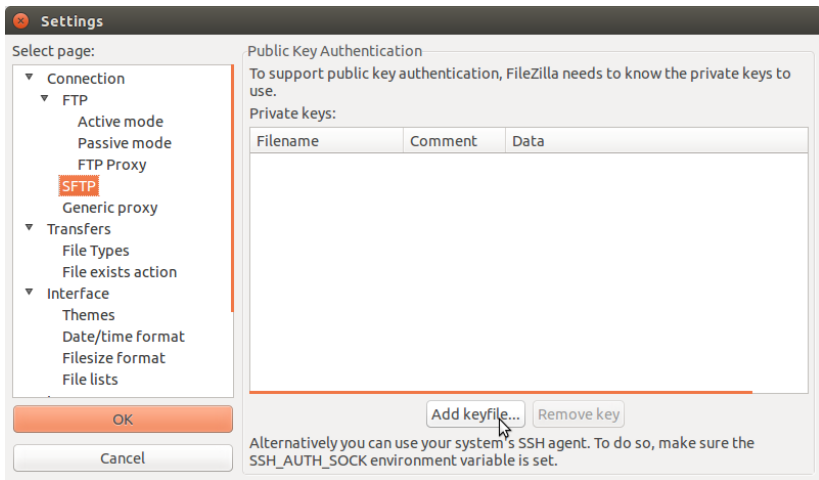 Settings
Select page:
Connection
FTP
Active mode
Passive mode
FTP Proxy
SFTP
Generic proxy
Transfers
File Types
File exists action
Interface
Themes
Date/time format
Filesize format
File lists
OK
Cancel
Public Key Authentication
To support public key authentication, FileZilla needs to know the private keys to
use.
Private keys:
Filename Comment Data
Add keyfile... Remove key
Alternatively you can use your system's SSH agent. To do so, make sure the
SSH_AUTH_SOCK environment variable is set.